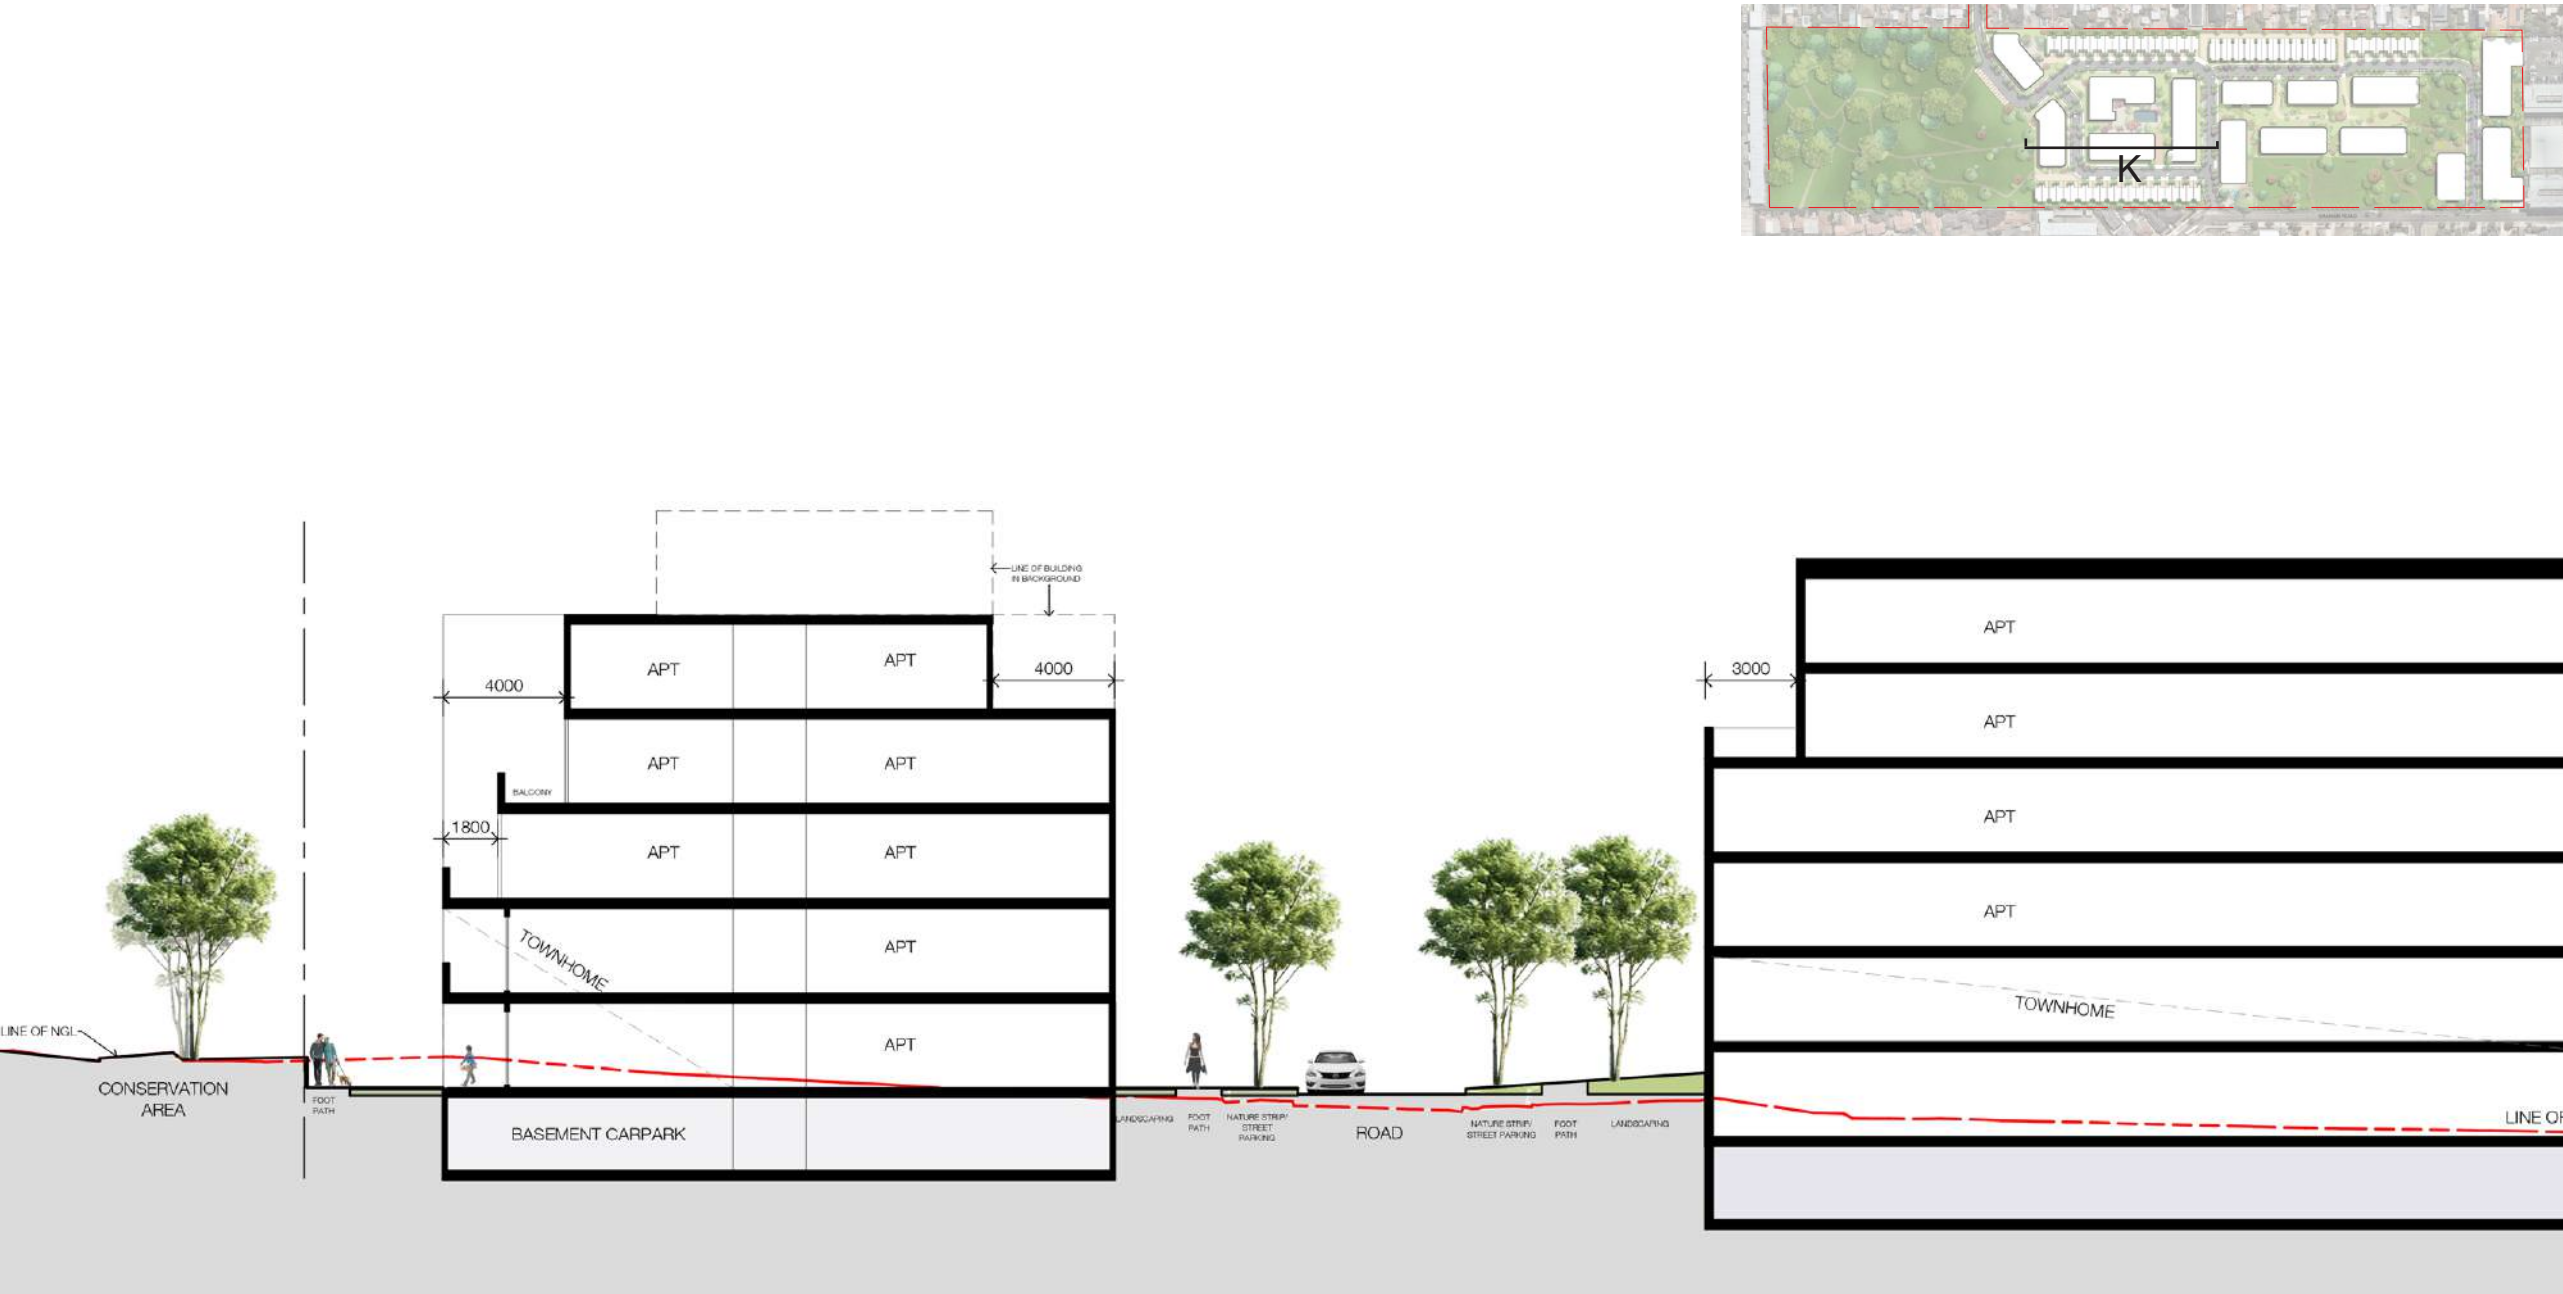 K
LINE OF BUILDING
IN BACKGROUND
APT
APT
4000
4000
3000
APT
APT
APT
APT
BALCONY
1800
APT
APT
APT
TOWNHOME
APT
APT
TOWNHOME
APT
LINE OF NGL
CONSERVATION
AREA
FOOT
PATH
BASEMENT CARPARK
LANDSCAPING
FOOT
PATH
NATURE STRIP/
STREET
PARKING
ROAD
NATURE STRIP/
STREET PARKING
FOOT
PATH
LANDSCAPING
LINE OF